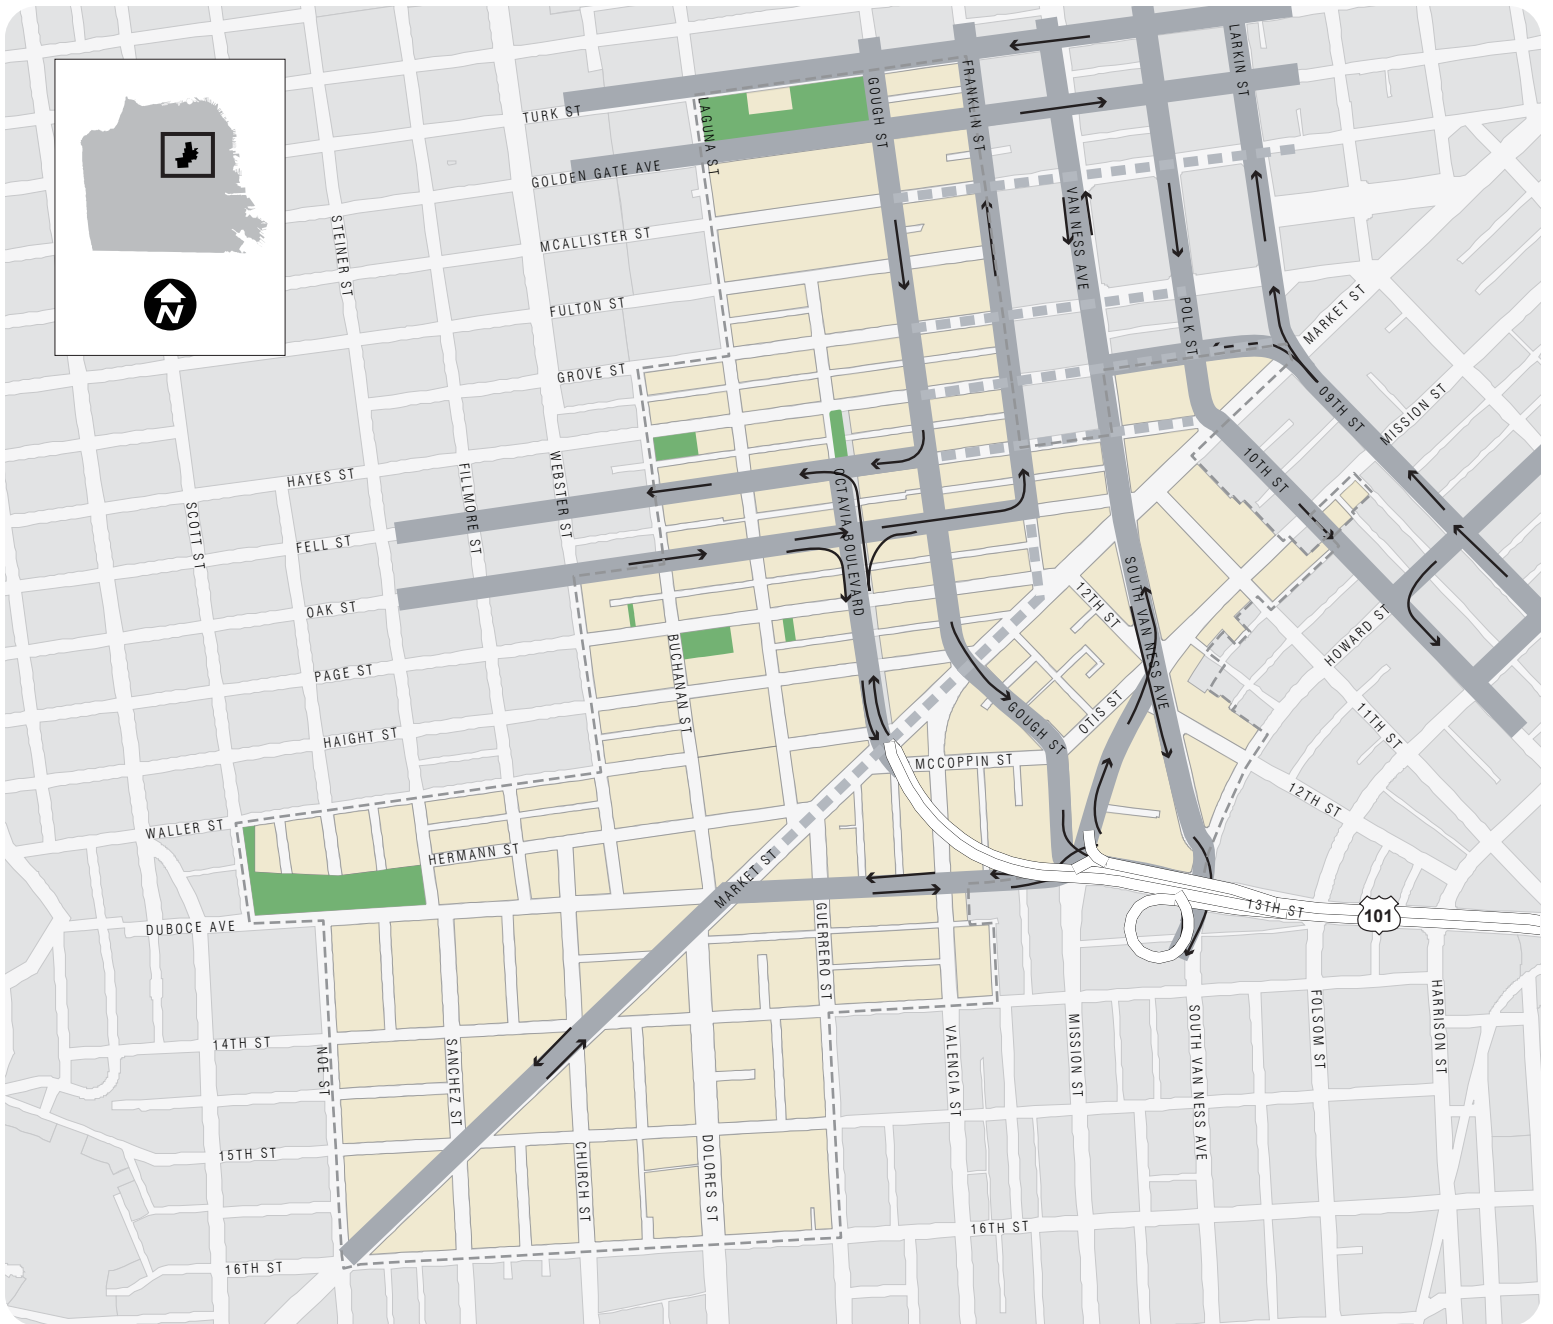 N
TURK ST
GOLDEN GATE AVE
MCALLISTER ST
FULTON ST
GROVE ST
HAYES ST
FELL ST
OAK ST
PAGE ST
HAIGHT ST
WALLER ST
HERMANN ST
DUBOCE AVE
14TH ST
15TH ST
16TH ST
STEINER ST
SCOTT ST
FILLMORE ST
WEBSTER ST
BUCHANAN ST
LAGUNA ST
OCTAVIA BOULEVARD
GOUGH ST
FRANKLIN ST
VAN NESS AVE
POLK ST
LARKIN ST
MARKET ST
MISSION ST
09TH ST
10TH ST
HOWARD ST
11TH ST
12TH ST
12TH ST
SOUTH VAN NESS AVE
OTIS ST
GOUGH ST
MCCOPPIN ST
MARKET ST
GUERRERO ST
13TH ST
101
NOE ST
SANCHEZ ST
CHURCH ST
DOLORES ST
VALENCIA ST
MISSION ST
SOUTH VAN NESS AVE
FOLSOM ST
HARRISON ST
16TH ST